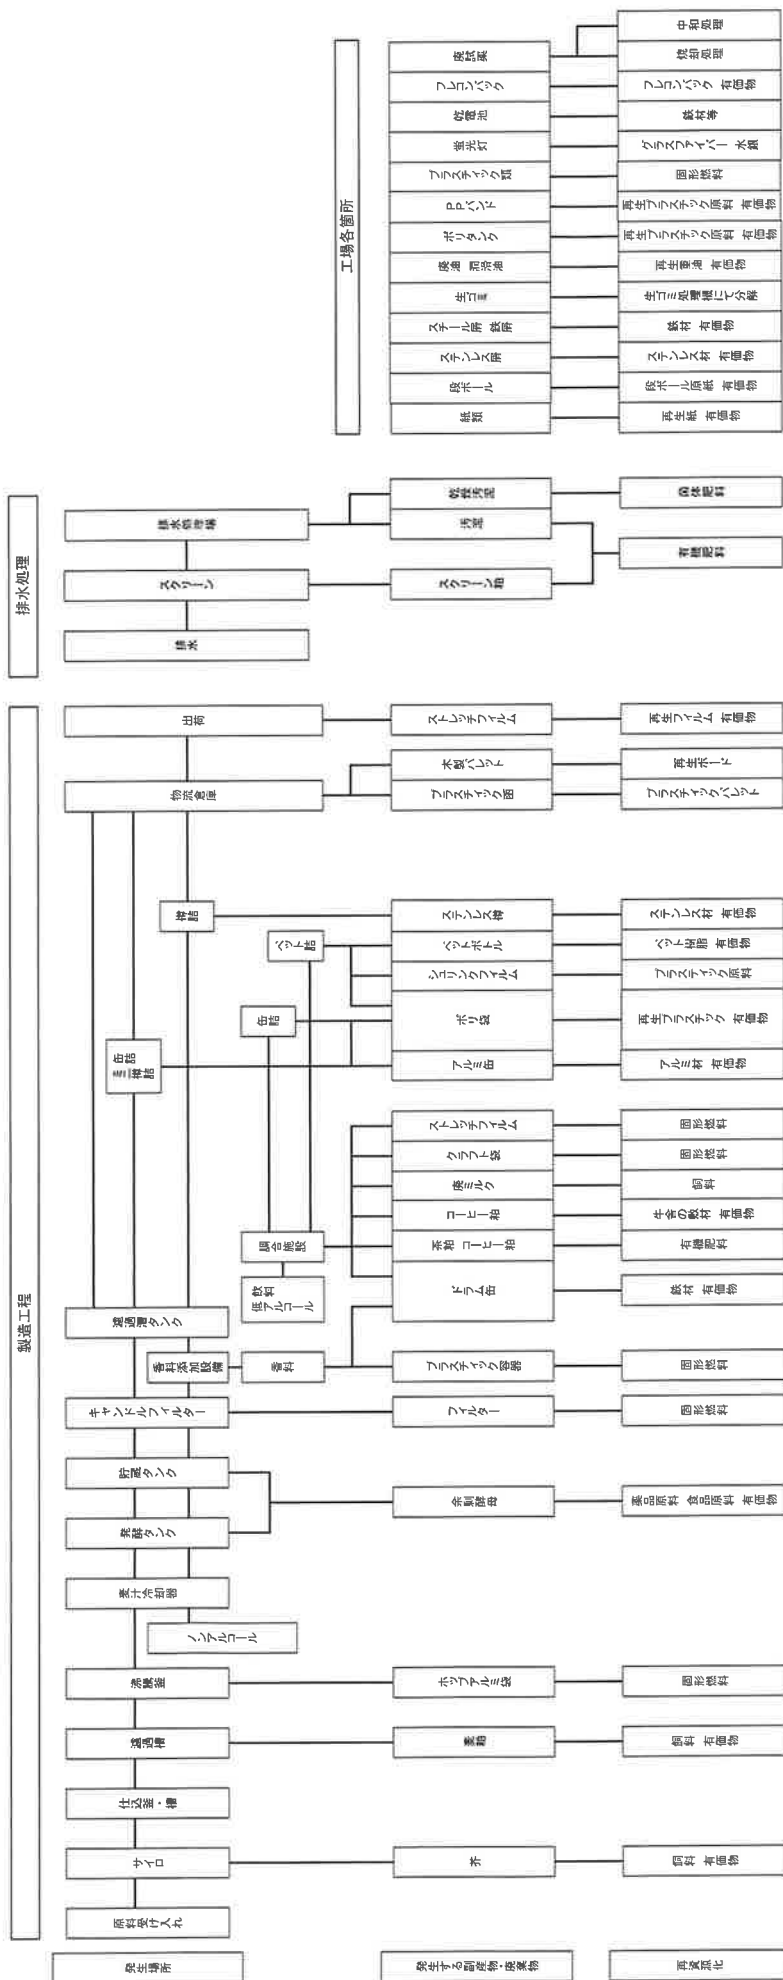 製造工程
排水処理
工場各箇所
発生場所
原料受け入れ
サイロ
仕込釜・槽
濾過槽
沸騰釜
ノンアルコール
麦汁冷却器
発酵タンク
貯蔵タンク
キャンドルフィルター
香料添加設備
香料
濾過槽タンク
飲料
低アルコール
調合施設
缶詰
ミニ樽詰
缶詰
ペット詰
樽詰
物流倉庫
出荷
排水
スクリーン
排水処理場
発生する副産物・廃棄物
芥
麦粕
ホップアルミ袋
余剰酵母
フィルター
プラスティック容器
ドラム缶
茶粕 コーヒー粕
コーヒー粕
廃ミルク
クラフト袋
ストレッチフィルム
アルミ缶
ポリ袋
シュリンクフィルム
ペットボトル
ステンレス樽
プラスティック函
木製パレット
ストレッチフィルム
スクリーン粕
汚泥
乾燥汚泥
紙類
段ボール
ステンレス屑
スチール屑 鉄屑
生ゴミ
廃油 潤滑油
ポリタンク
PPバンド
プラスティック類
蛍光灯
乾電池
フレコンバック
廃試薬
再資源化
飼料 有価物
飼料 有価物
固形燃料
薬品原料 食品原料 有価物
固形燃料
固形燃料
鉄材 有価物
有機肥料
牛舎の敷材 有価物
飼料
固形燃料
固形燃料
アルミ材 有価物
再生プラスチック 有価物
プラスティック原料
ペット樹脂 有価物
ステンレス材 有価物
プラスティックパレット
再生ボード
再生フィルム 有価物
有機肥料
菌体肥料
再生紙 有価物
段ボール原紙 有価物
ステンレス材 有価物
鉄材 有価物
生ゴミ処理機にて分解
再生重油 有価物
再生プラスチック原料 有価物
再生プラスチック原料 有価物
固形燃料
グラスファイバー 水銀
鉄材等
フレコンバック 有価物
焼却処理
中和処理